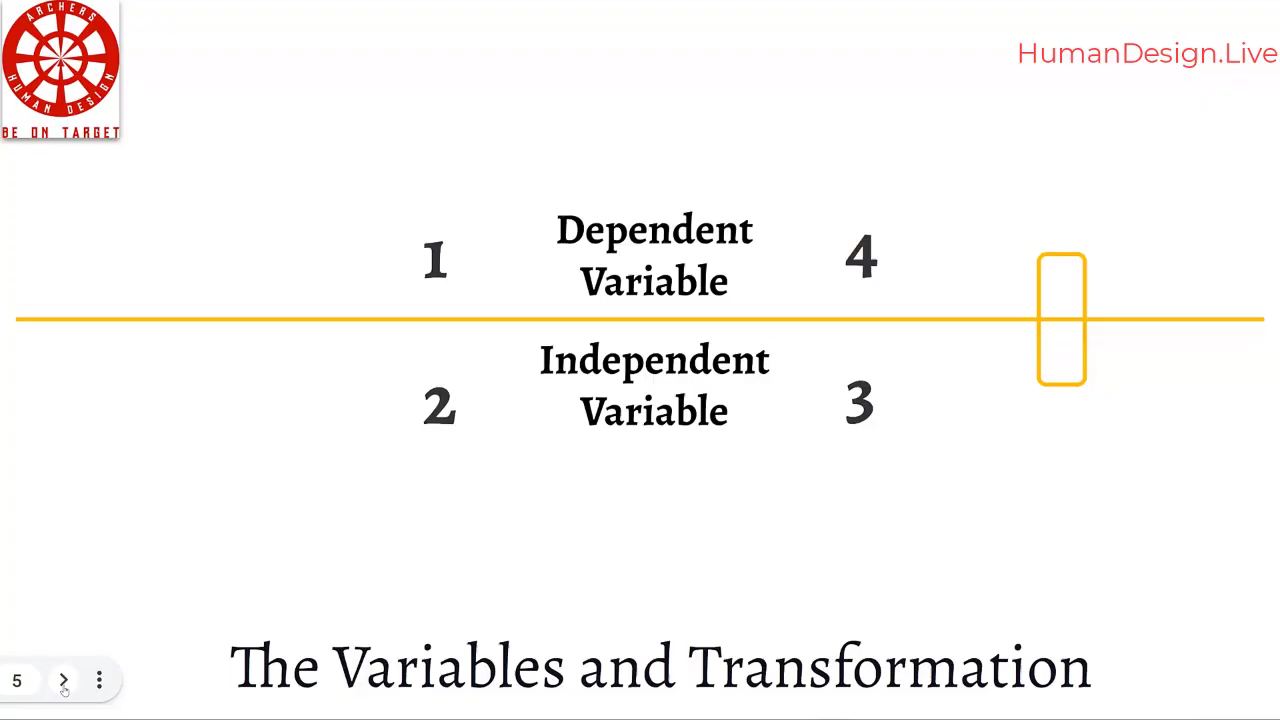 ARCHERS
HUMAN DESIGN
BE ON TARGET
HumanDesign.Live
1
Dependent
Variable
4
2
Independent
Variable
3
The Variables and Transformation
5